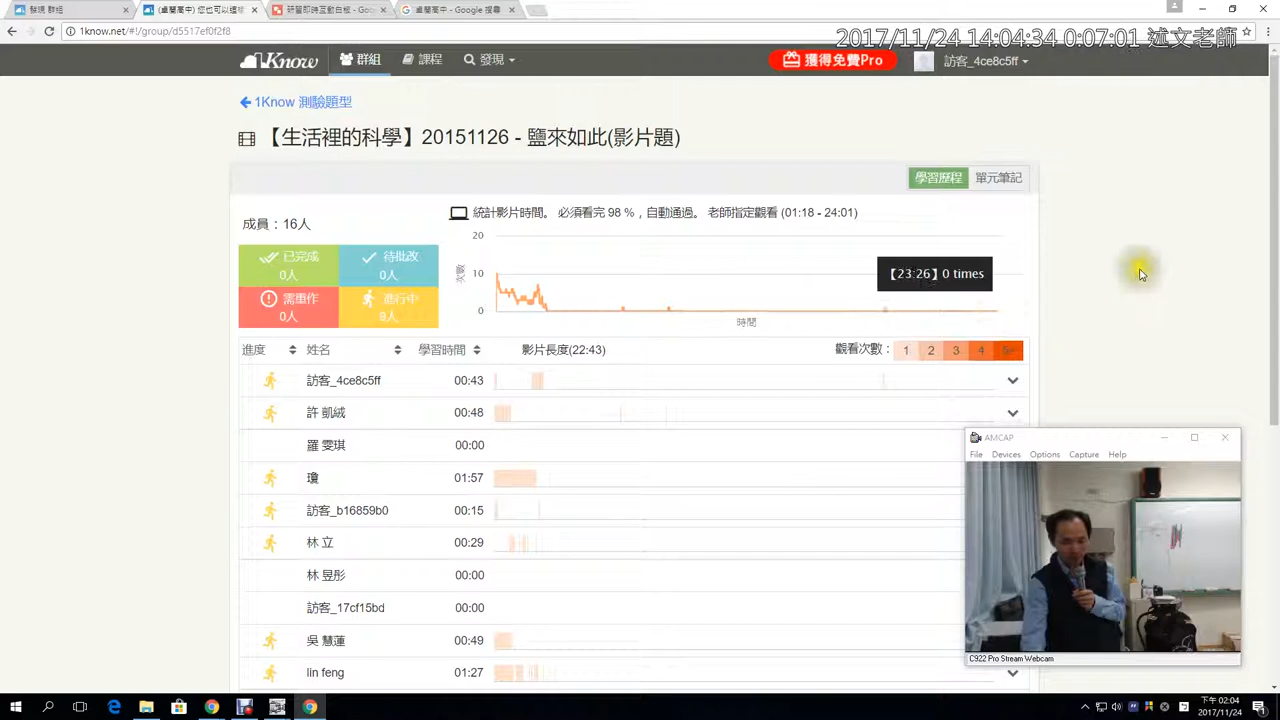 發現 群組
(卓蘭高中) 您也可以這樣
研習即時互動白板 - Goo
卓蘭高中 - Google 搜尋
1know.net/#!/group/d5517ef0f2f8
2017/11/24 14:04:34 0:07:01 述文老師
1Know
群組
課程
發現
獲得免費Pro
訪客_4ce8c5ff
1Know 測驗題型
【生活裡的科學】20151126 - 鹽來如此(影片題)
學習歷程
單元筆記
成員：16人
統計影片時間。 必須看完 98 %，自動通過。 老師指定觀看 (01:18 - 24:01)
已完成
0人
待批改
0人
需重作
0人
進行中
9人
次數
20
10
0
【23:26】0 times
時間
進度
姓名
學習時間
影片長度(22:43)
觀看次數：
1
2
3
4
訪客_4ce8c5ff 00:43
許 凱絨 00:48
羅 雯琪 00:00
瓊 01:57
訪客_b16859b0 00:15
林 立 00:29
林 昱彤 00:00
訪客_17cf15bd 00:00
吳 慧蓮 00:49
lin feng 01:27
AMCAP
File Devices Options Capture Help
C922 Pro Stream Webcam
下午 02:04
2017/11/24